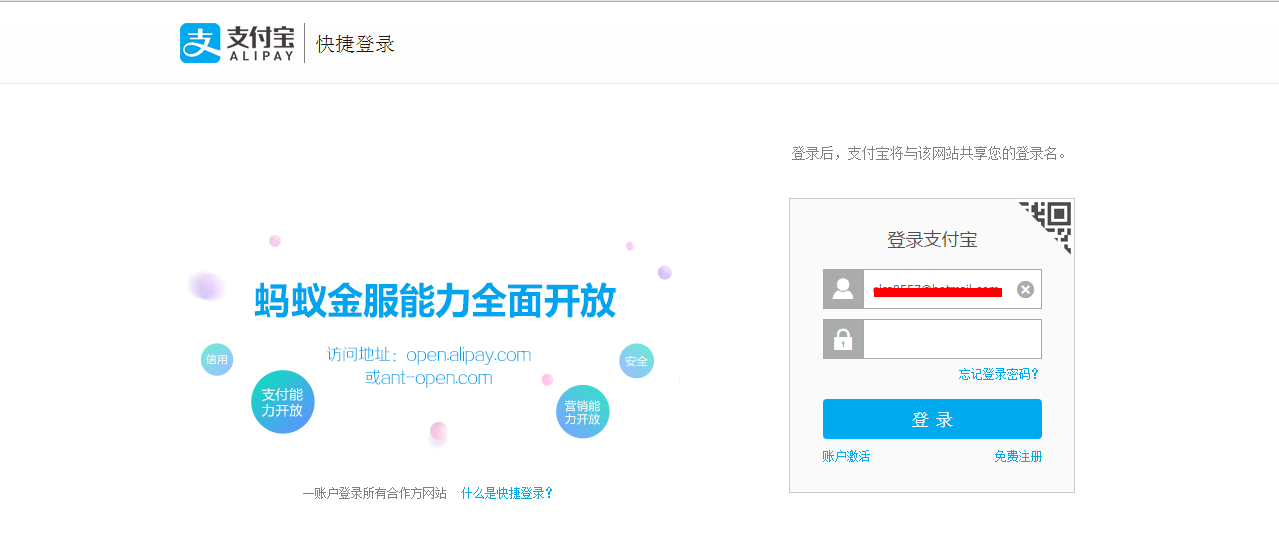 支付宝
ALIPAY
快捷登录
登录后，支付宝将与该网站共享您的登录名。
登录支付宝
蚂蚁金服能力全面开放
访问地址：open.alipay.com
或ant-open.com
信用
安全
支付能
力开放
营销能
力开放
忘记登录密码?
登 录
账户激活
免费注册
一账户登录所有合作方网站
什么是快捷登录?